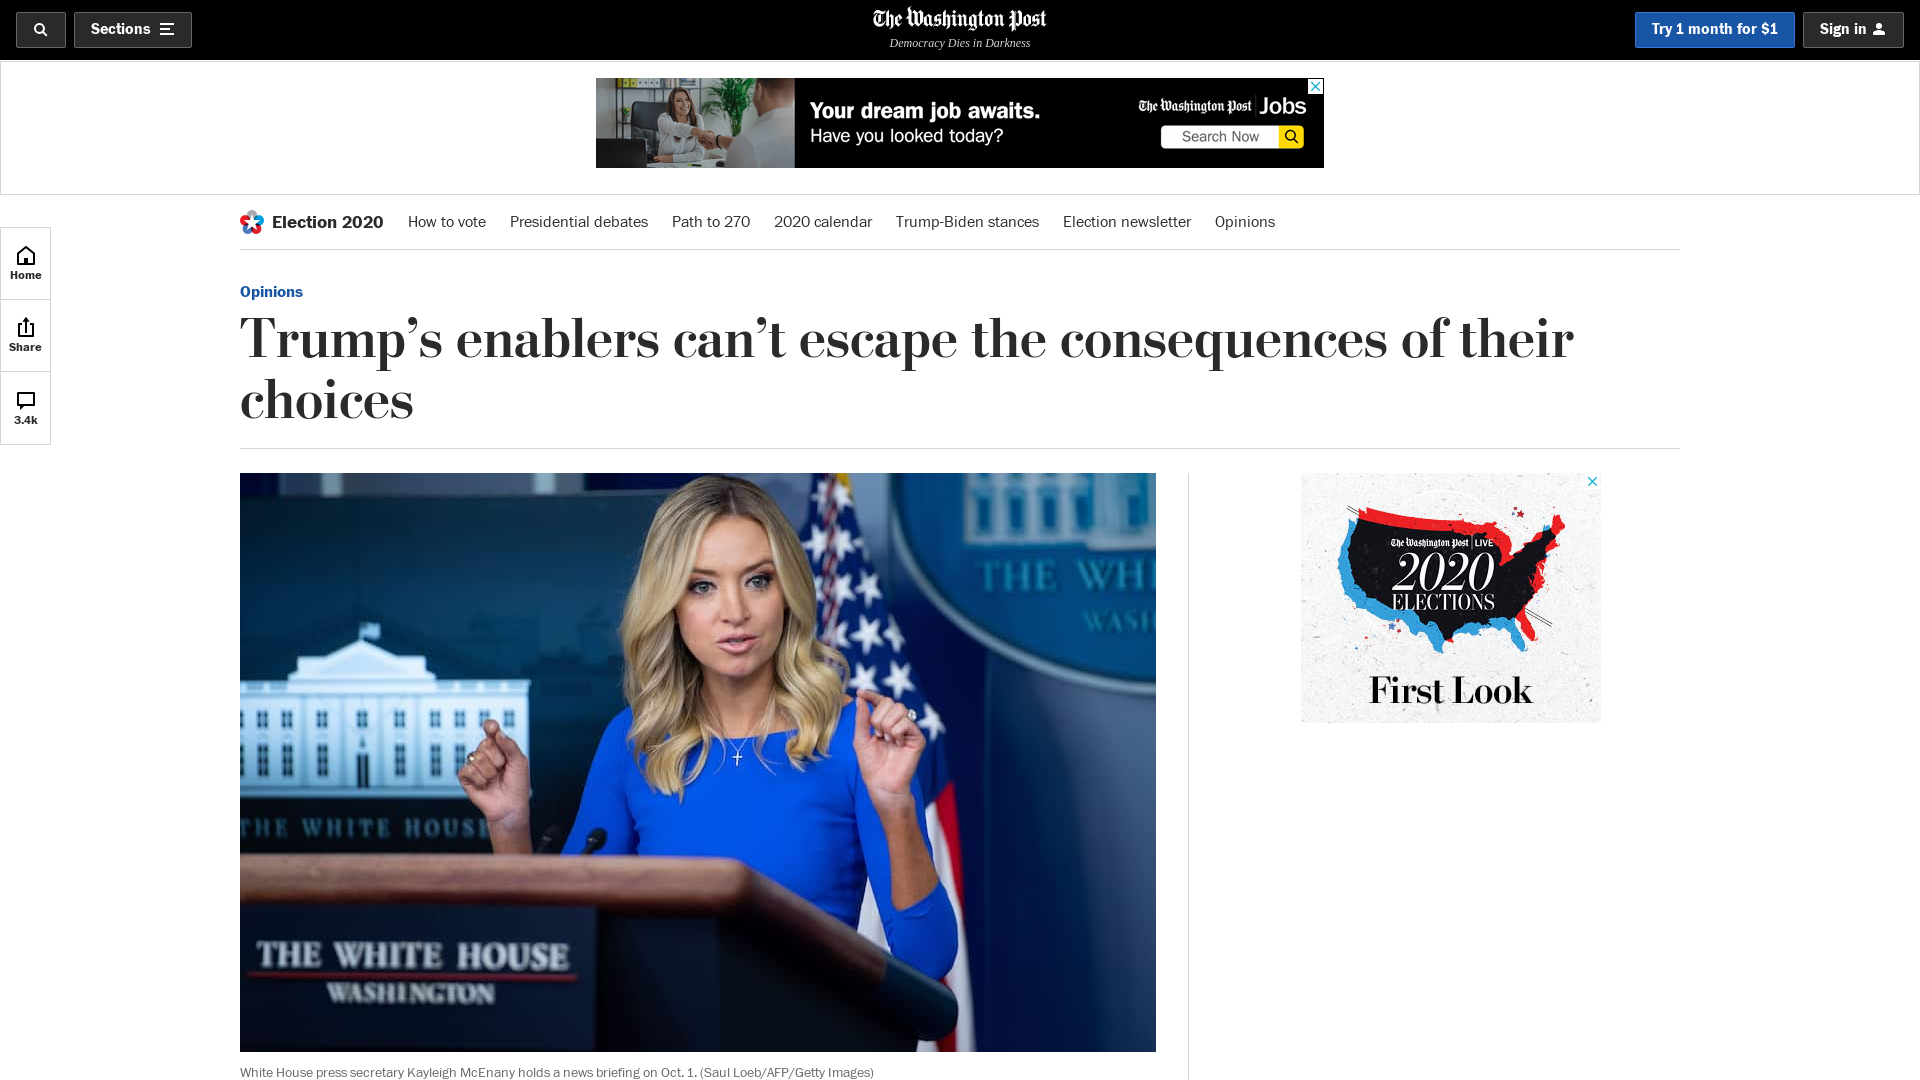 Sections
The Washington Post
Democracy Dies in Darkness
Try 1 month for $1
Sign in
Your dream job awaits.
Have you looked today?
The Washington Post Jobs
Search Now
Election 2020
How to vote
Presidential debates
Path to 270
2020 calendar
Trump-Biden stances
Election newsletter
Opinions
Home
Share
3.4k
Opinions
Trump’s enablers can’t escape the consequences of their
choices
THE WHI
WASH
THE WHITE HOUSE
THE WHITE HOUSE
WASHINGTON
The Washington Post LIVE
2020
ELECTIONS
First Look
White House press secretary Kayleigh McEnany holds a news briefing on Oct. 1. (Saul Loeb/AFP/Getty Images)